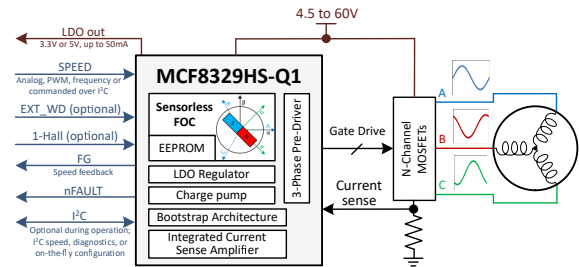 4.5 to 60V
LDO out
3.3V or 5V, up to 50mA
SPEED
Analog, PWM, frequency or
commanded over I²C
EXT_WD (optional)
1-Hall (optional)
FG
Speed feedback
nFAULT
I²C
Optional during operation;
I²C speed, diagnostics, or
on-the-fly configuration
MCF8329HS-Q1
Sensorless
FOC
EEPROM
LDO Regulator
Charge pump
Bootstrap Architecture
Integrated Current
Sense Amplifier
3-Phase Pre-Driver
Gate Drive
Current
sense
N-Channel
MOSFETs
A
B
C